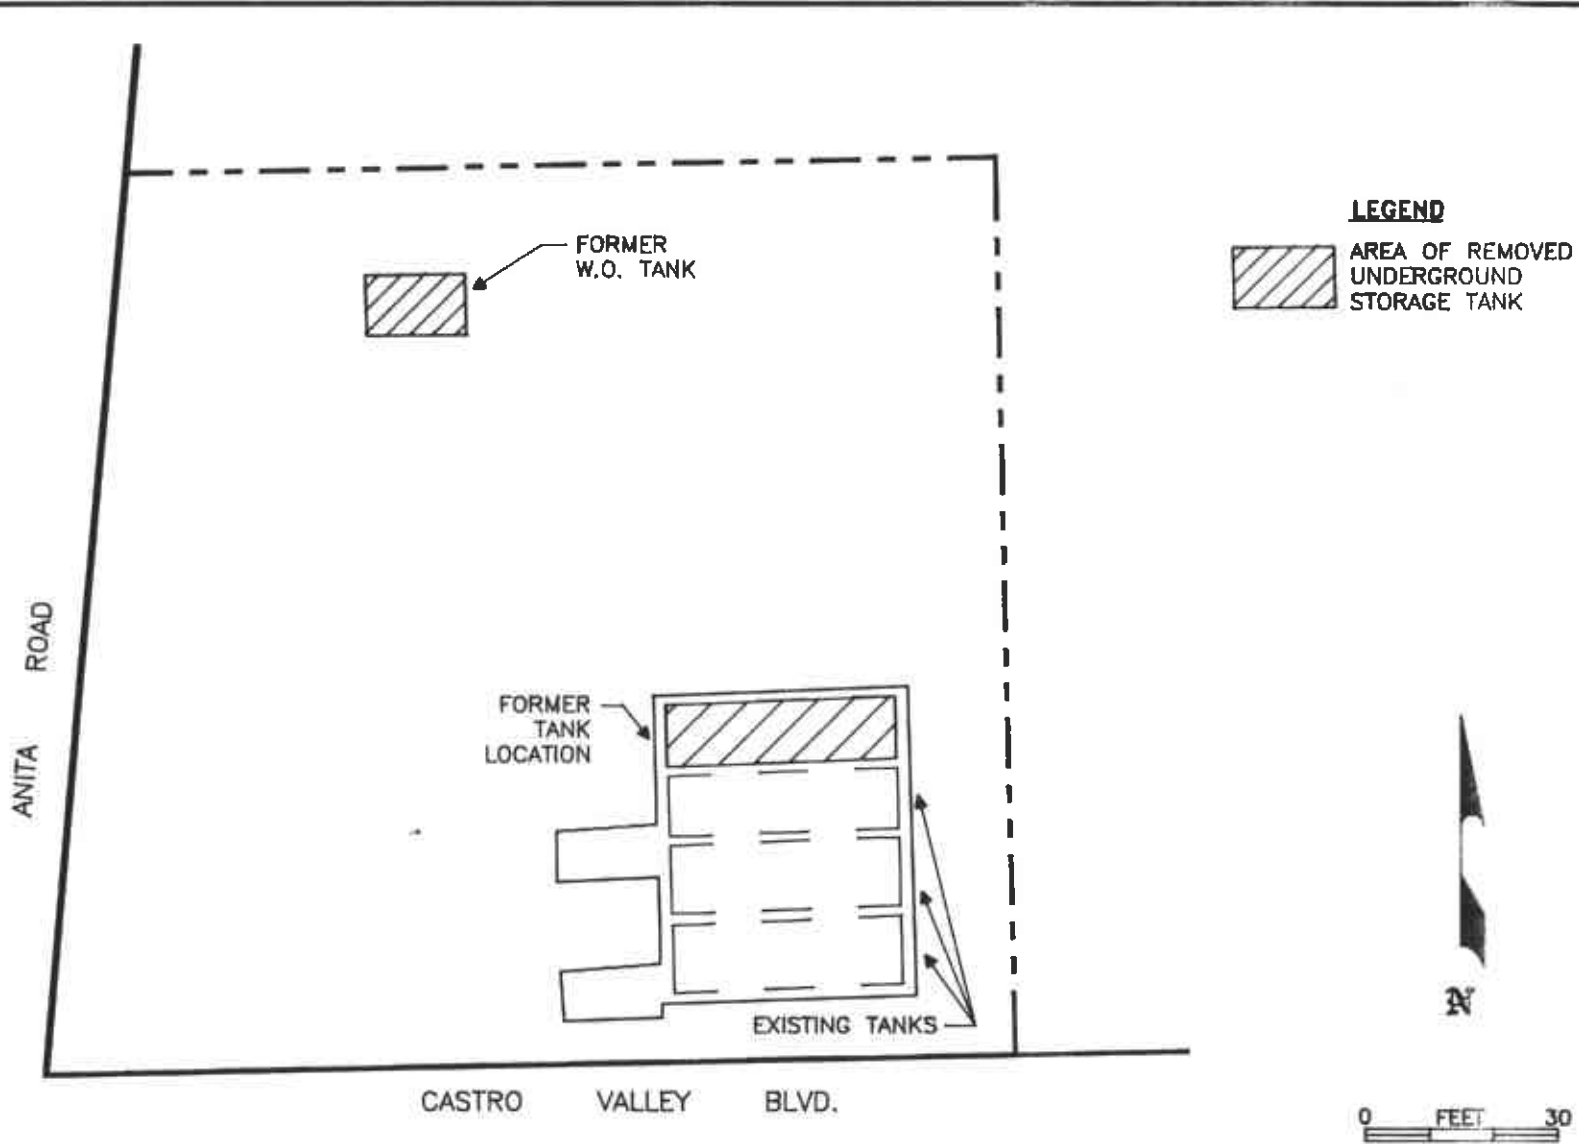 FORMER
W.O. TANK
LEGEND
AREA OF REMOVED
UNDERGROUND
STORAGE TANK
ANITA ROAD
FORMER
TANK
LOCATION
EXISTING TANKS
N
CASTRO VALLEY BLVD.
0 FEET 30